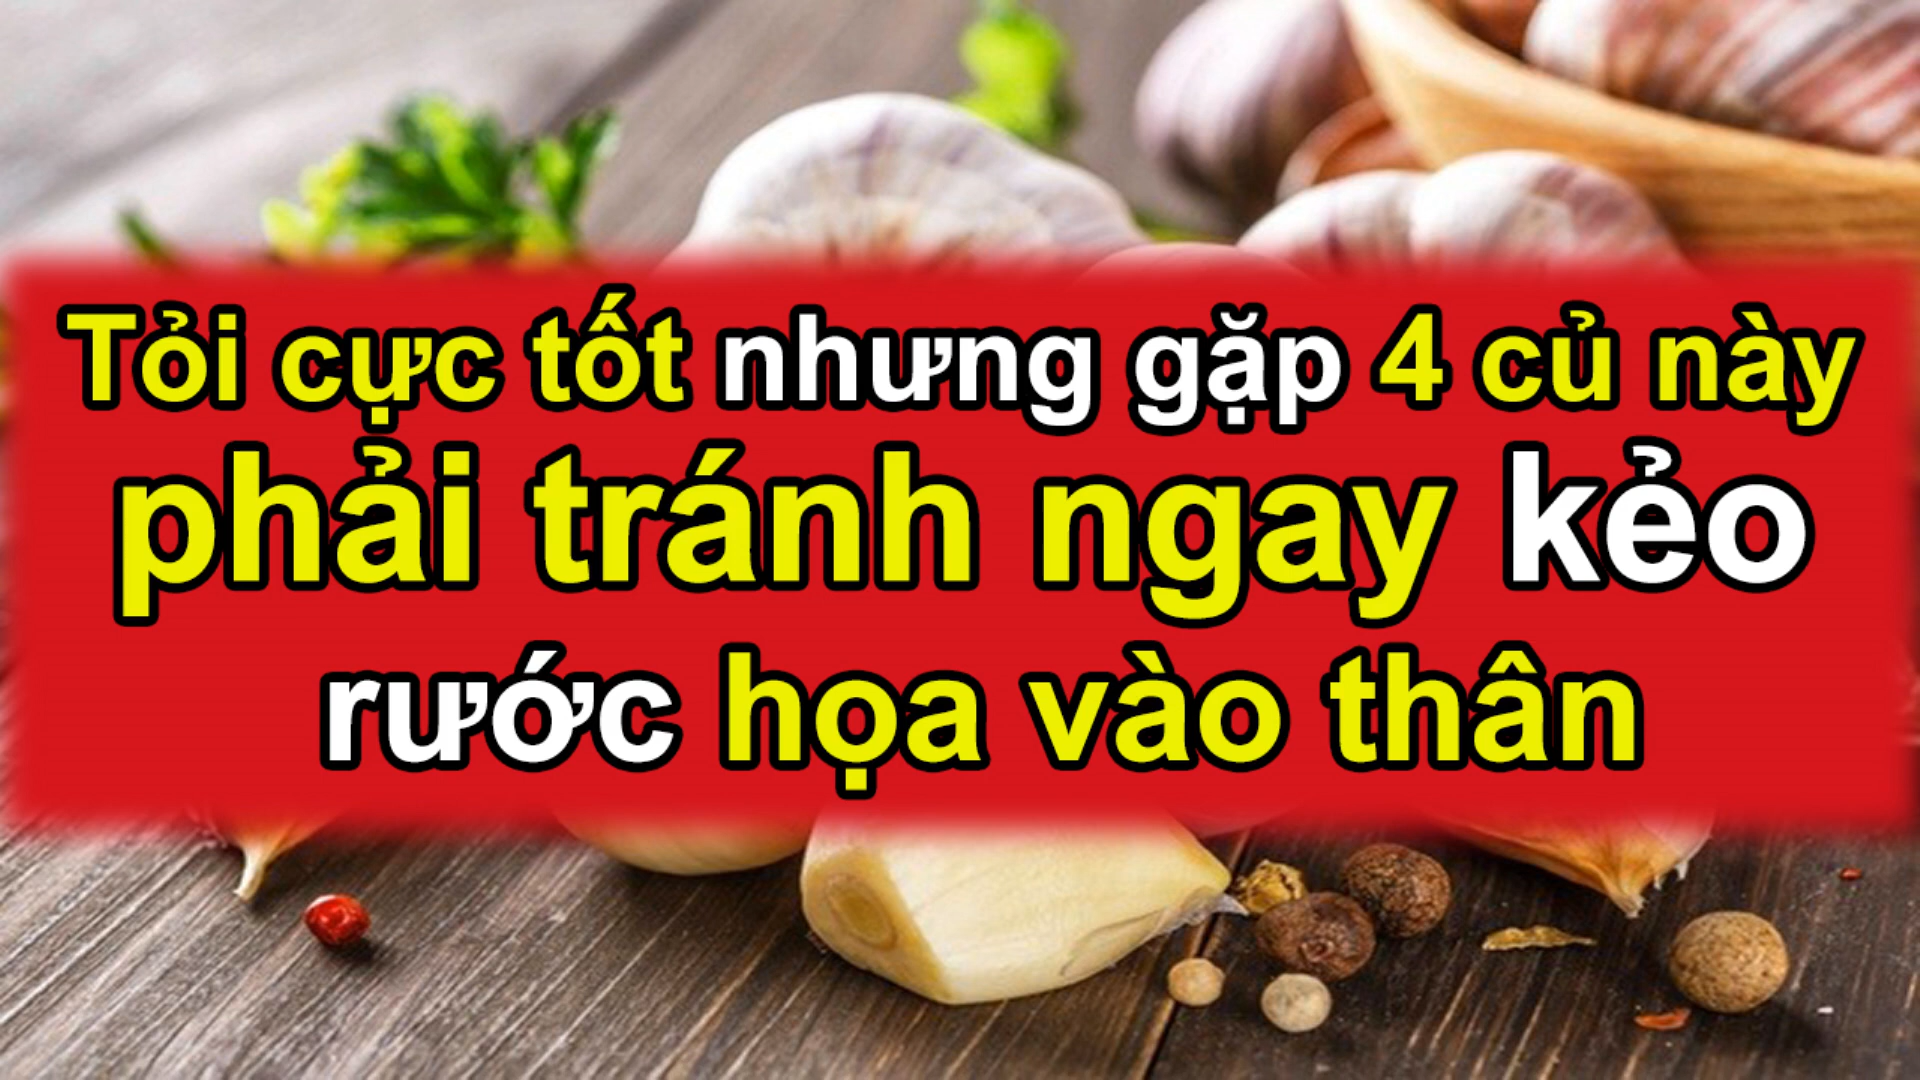 Tỏi cực tốt nhưng gặp 4 củ này
phải tránh ngay kẻo
rước họa vào thân